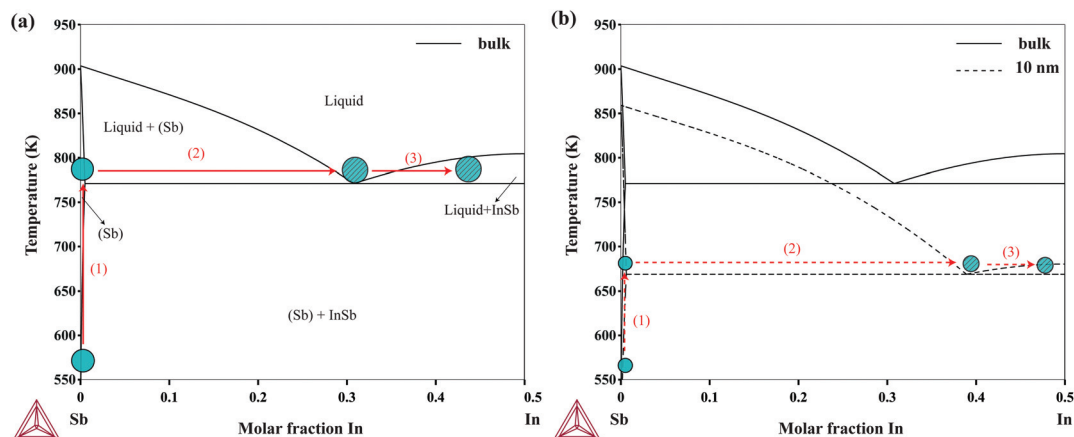 (a)
950
900
850
800
750
700
650
600
550
Temperature (K)
bulk
Liquid
Liquid + (Sb)
(2)
(3)
Liquid+InSb
(Sb)
(1)
(Sb) + InSb
0
0.1
0.2
0.3
0.4
0.5
Sb
Molar fraction In
In
(b)
950
900
850
800
750
700
650
600
550
Temperature (K)
bulk
10 nm
(2)
(3)
(1)
0
0.1
0.2
0.3
0.4
0.5
Sb
Molar fraction In
In